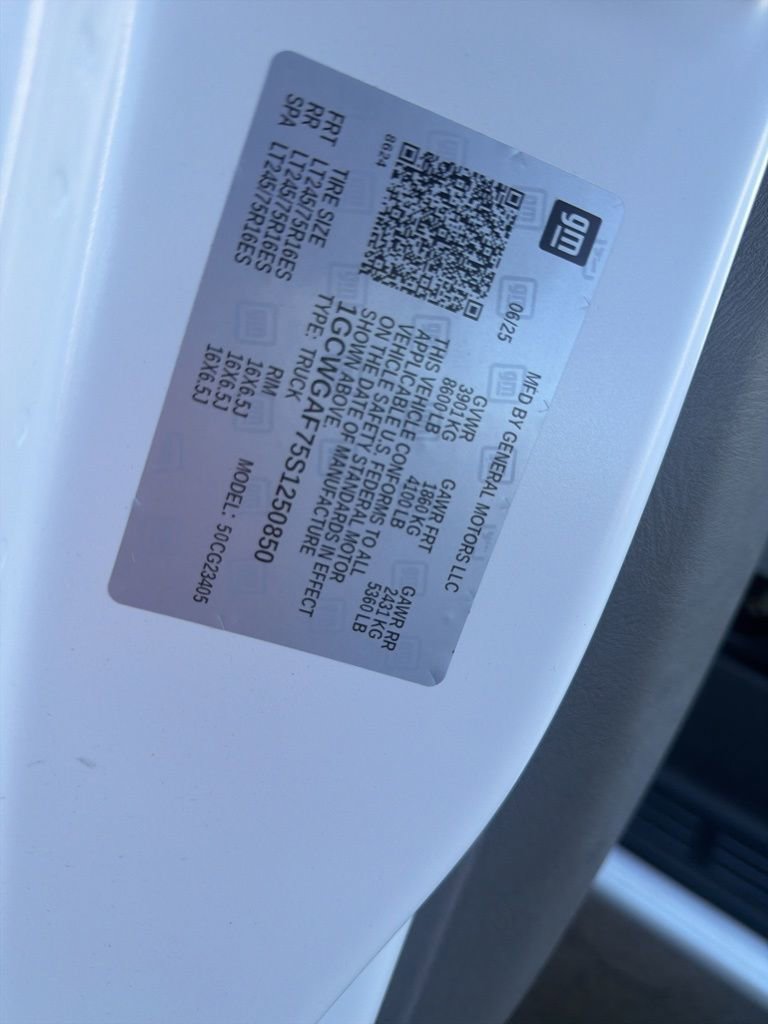 gm
06/25
MFD BY GENERAL MOTORS LLC
GVWR GAWR FRT GAWR RR
3901 KG 1860 KG 2431 KG
8600 LB 4100 LB 5360 LB
THIS VEHICLE CONFORMS TO ALL
APPLICABLE U.S. FEDERAL MOTOR
VEHICLE SAFETY STANDARDS IN EFFECT
ON THE DATE OF MANUFACTURE
SHOWN ABOVE.
1GCWGAF75S1250850
TYPE: TRUCK
8624
TIRE SIZE RIM
FRT LT245/75R16ES 16X6.5J
RR LT245/75R16ES 16X6.5J
SPA LT245/75R16ES 16X6.5J
MODEL: 50CG23405